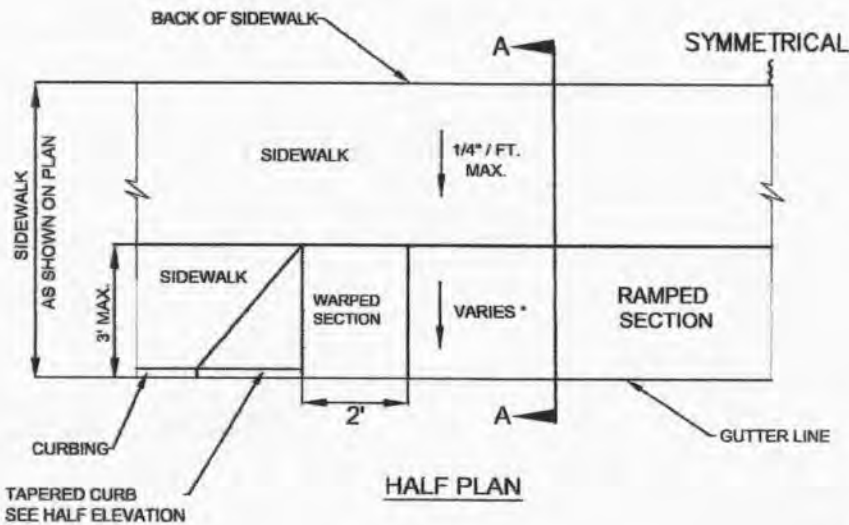 BACK OF SIDEWALK
A
SYMMETRICAL
SIDEWALK
AS SHOWN ON PLAN
SIDEWALK
1/4" / FT.
MAX.
3' MAX.
SIDEWALK
WARPED
SECTION
VARIES *
RAMPED
SECTION
2'
A
CURBING
GUTTER LINE
TAPERED CURB
SEE HALF ELEVATION
HALF PLAN